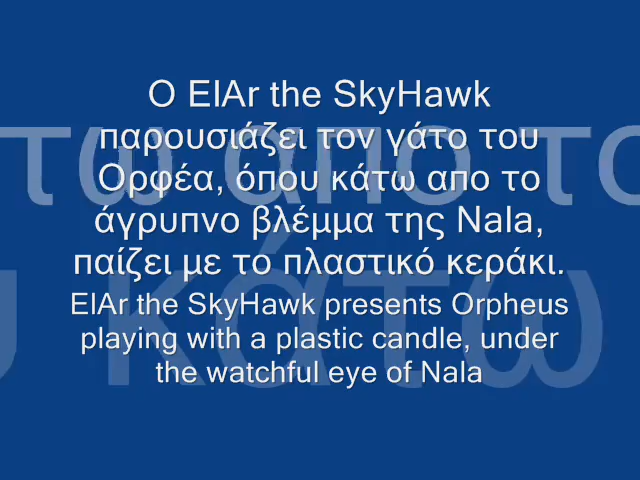 Ο ElAr the SkyHawk
παρουσιάζει τον γάτο του
Ορφέα, όπου κάτω απο το
άγρυπνο βλέμμα της Nala,
παίζει με το πλαστικό κεράκι.
ElAr the SkyHawk presents Orpheus
playing with a plastic candle, under
the watchful eye of Nala